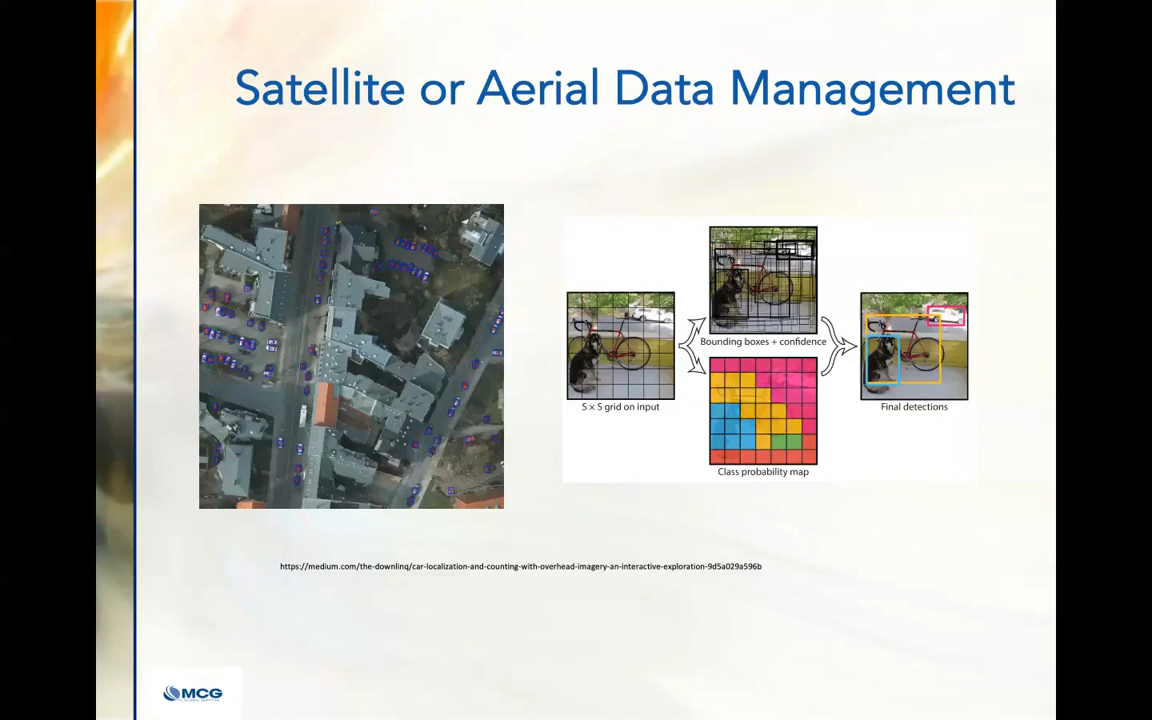 Satellite or Aerial Data Management
Bounding boxes + confidence
S × S grid on input
Final detections
Class probability map
https://medium.com/the-downlinq/car-localization-and-counting-with-overhead-imagery-an-interactive-exploration-9d5a029a596b
MCG